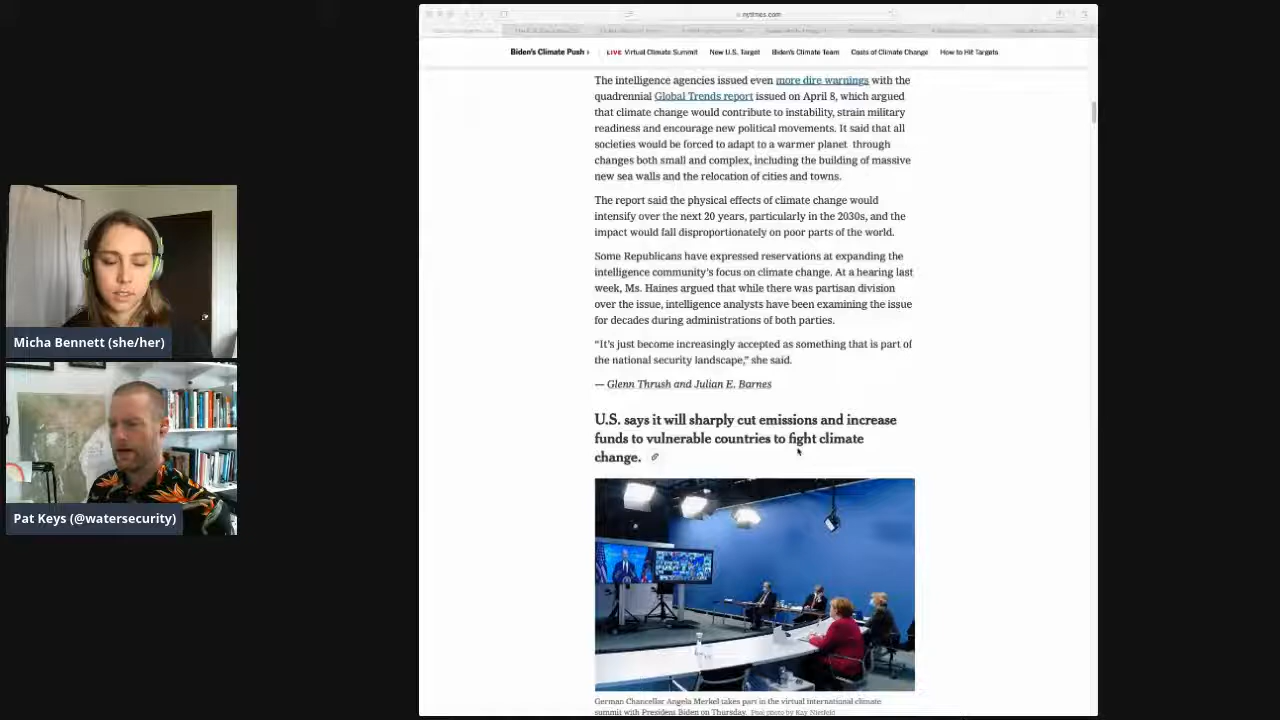 nytimes.com
Biden's Climate Push ›
LIVE Virtual Climate Summit
New U.S. Target
Biden's Climate Team
Costs of Climate Change
How to Hit Targets
The intelligence agencies issued even more dire warnings with the
quadrennial Global Trends report issued on April 8, which argued
that climate change would contribute to instability, strain military
readiness and encourage new political movements. It said that all
societies would be forced to adapt to a warmer planet through
changes both small and complex, including the building of massive
new sea walls and the relocation of cities and towns.
The report said the physical effects of climate change would
intensify over the next 20 years, particularly in the 2030s, and the
impact would fall disproportionately on poor parts of the world.
Some Republicans have expressed reservations at expanding the
intelligence community's focus on climate change. At a hearing last
week, Ms. Haines argued that while there was partisan division
over the issue, intelligence analysts have been examining the issue
for decades during administrations of both parties.
“It's just become increasingly accepted as something that is part of
the national security landscape,” she said.
— Glenn Thrush and Julian E. Barnes
U.S. says it will sharply cut emissions and increase
funds to vulnerable countries to fight climate
change.
German Chancellor Angela Merkel takes part in the virtual international climate
summit with President Biden on Thursday. Pool photo by Kay Nietfeld
Micha Bennett (she/her)
Pat Keys (@watersecurity)